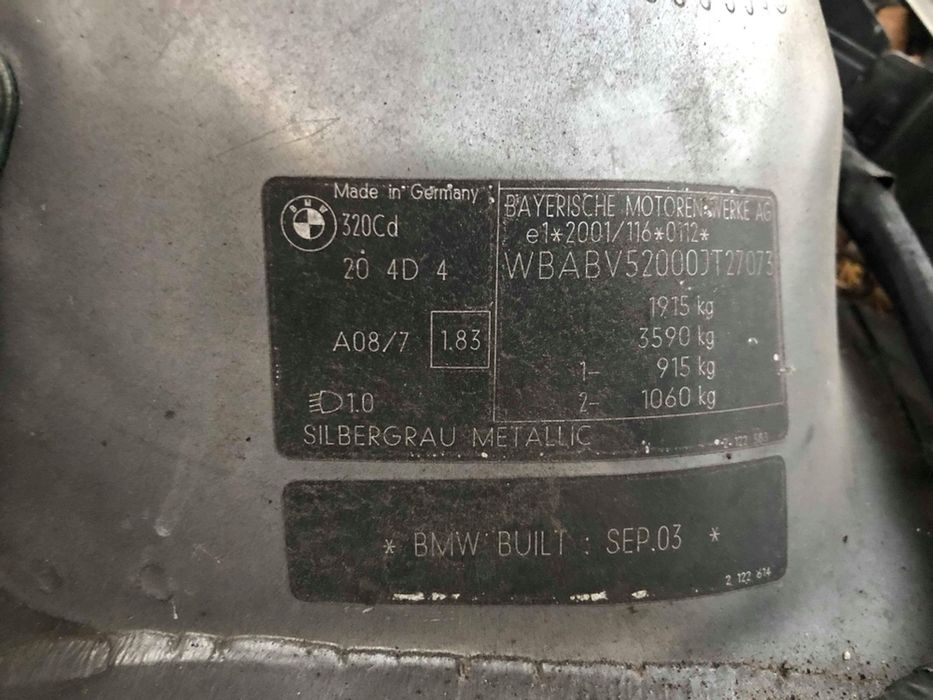 Made in Germany
BMW
320Cd
20 4D 4
A08/7 1.83
1.0
SILBERGRAU METALLIC
BAYERISCHE MOTOREN WERKE AG
e1*2001/116*0112*
WBABV52000JT27073
1915 kg
3590 kg
1- 915 kg
2- 1060 kg
* BMW BUILT : SEP.03 *
2 122 614